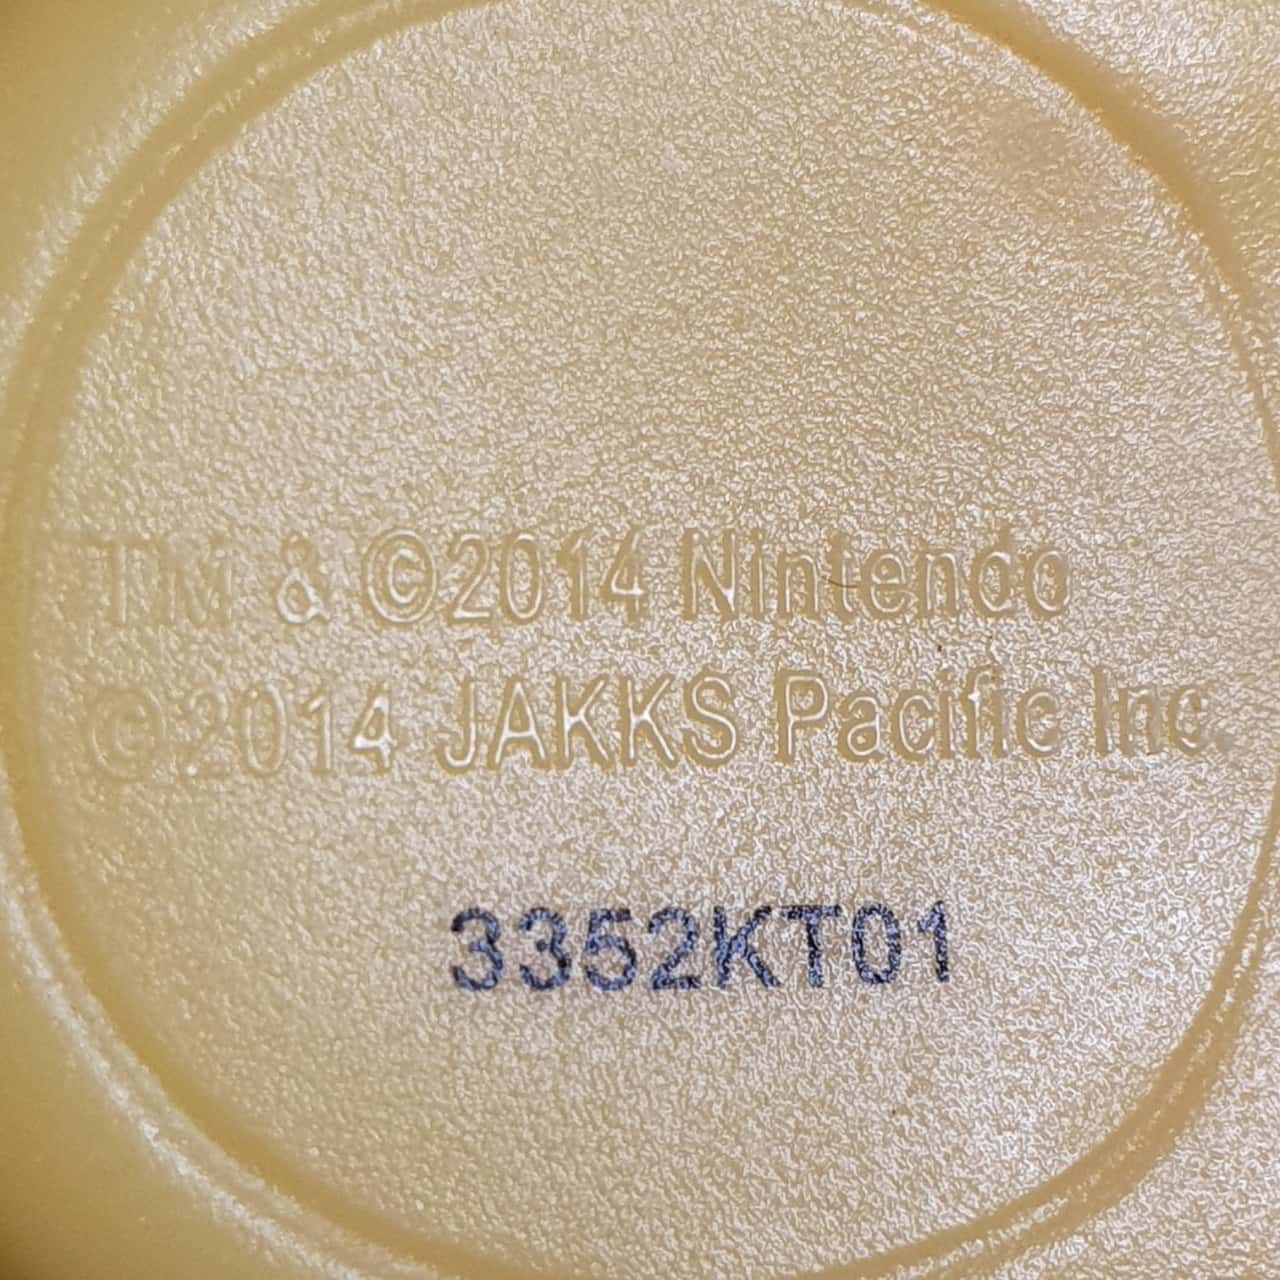 TM & ©2014 Nintendo
©2014 JAKKS Pacific Inc.
3352KT01